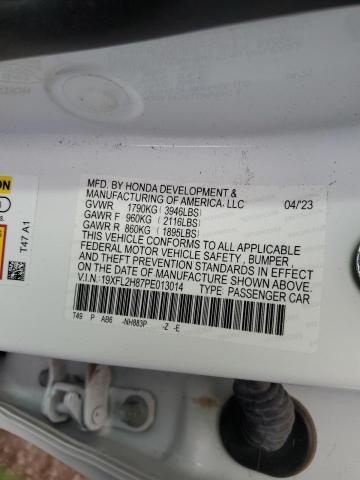 MFD. BY HONDA DEVELOPMENT &
MANUFACTURING OF AMERICA. LLC 04/23
GVWR 1790KG(3946LBS)
GAWR F 960KG (2116LBS)
GAWR R 860KG (1895LBS)
THIS VEHICLE CONFORMS TO ALL APPLICABLE
FEDERAL MOTOR VEHICLE SAFETY , BUMPER ,
AND THEFT PREVENTION STANDARDS IN EFFECT
ON THE DATE OF MANUFACTURE SHOWN ABOVE.
V.I.N.:19XFL2H87PE013014 TYPE PASSENGER CAR
T49 P AB6 -NH883P -Z -E
ION
T47 A1